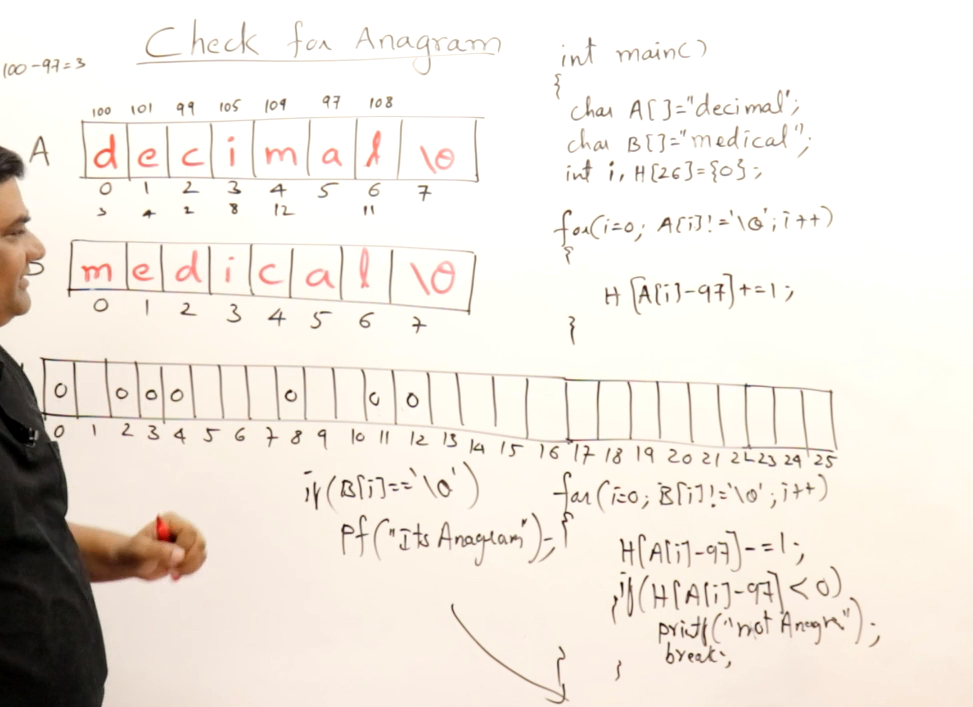 Check for Anagram
100-97=3
100 101 99 105 109 97 108
A d e c i m a l \0
0 1 2 3 4 5 6 7
3 4 2 8 12 11
B m e d i c a l \0
0 1 2 3 4 5 6 7
0 0 0 0 0 0 0
0 1 2 3 4 5 6 7 8 9 10 11 12 13 14 15 16 17 18 19 20 21 22 23 24 25
if(B[i]=='\0')
Pf("Its Anagram");
int main()
{
char A[]="decimal";
char B[]="medical";
int i, H[26]={0};
for(i=0; A[i]!='\0'; i++)
{
H[A[i]-97]+=1;
}
for(i=0; B[i]!='\0'; i++)
{
H[A[i]-97]-=1;
if(H[A[i]-97]<0)
{
printf("not Anagra");
break;
}
}